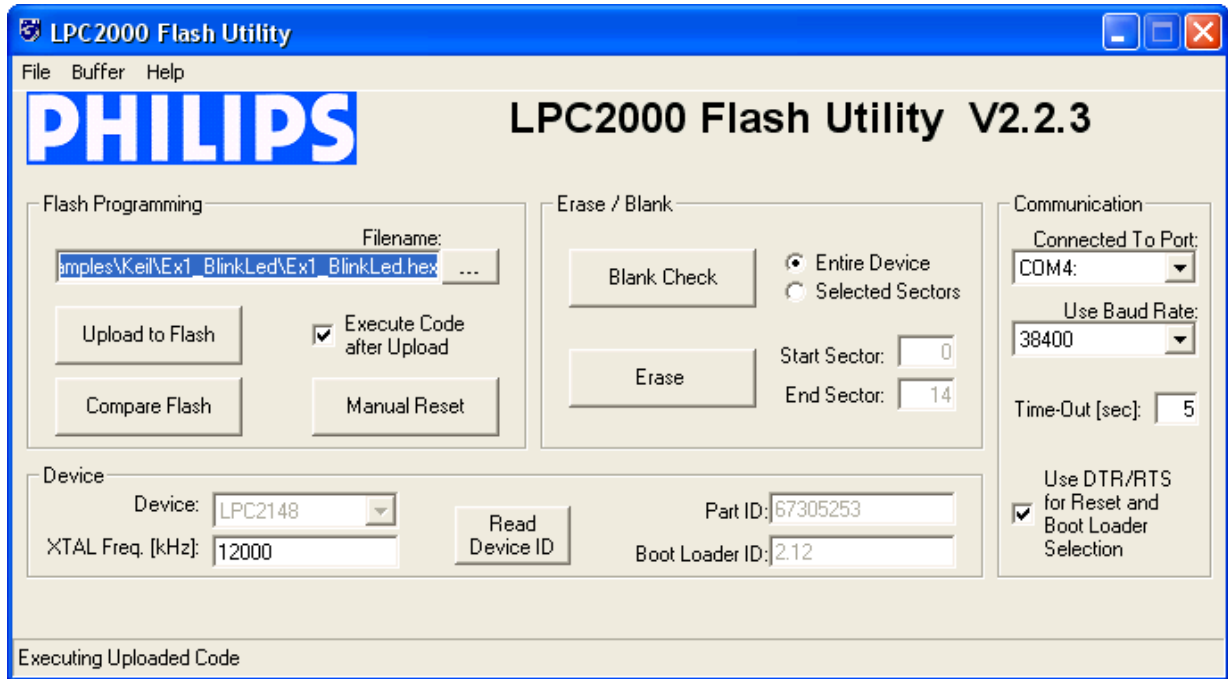 LPC2000 Flash Utility
File Buffer Help
PHILIPS
LPC2000 Flash Utility V2.2.3
Flash Programming
Filename:
amples\Keil\Ex1_BlinkLed\Ex1_BlinkLed.hex
...
Upload to Flash
Execute Code
after Upload
Compare Flash
Manual Reset
Erase / Blank
Blank Check
Entire Device
Selected Sectors
Erase
Start Sector: 0
End Sector: 14
Communication
Connected To Port:
COM4:
Use Baud Rate:
38400
Time-Out [sec]: 5
Use DTR/RTS
for Reset and
Boot Loader
Selection
Device
Device: LPC2148
XTAL Freq. [kHz]: 12000
Read
Device ID
Part ID: 67305253
Boot Loader ID: 2.12
Executing Uploaded Code